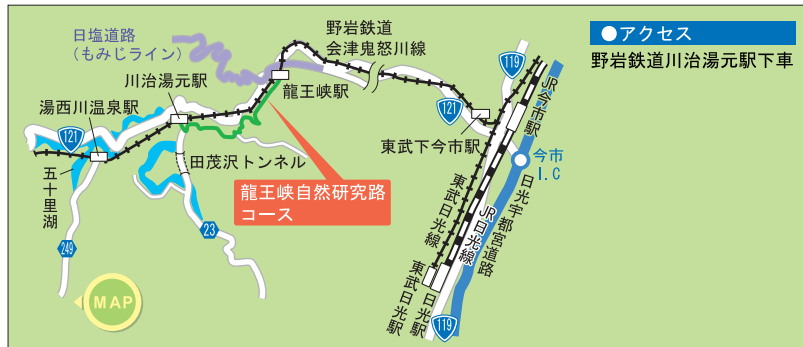 日塩道路
(もみじライン)
野岩鉄道
会津鬼怒川線
●アクセス
野岩鉄道川治湯元駅下車
川治湯元駅
龍王峡駅
湯西川温泉駅
121
119
121
JR今市駅
東武下今市駅
今市
I.C
五十里湖
田茂沢トンネル
龍王峡自然研究路
コース
249
23
東武日光線
JR日光線
日光宇都宮道路
東武日光駅
日光駅
119
MAP